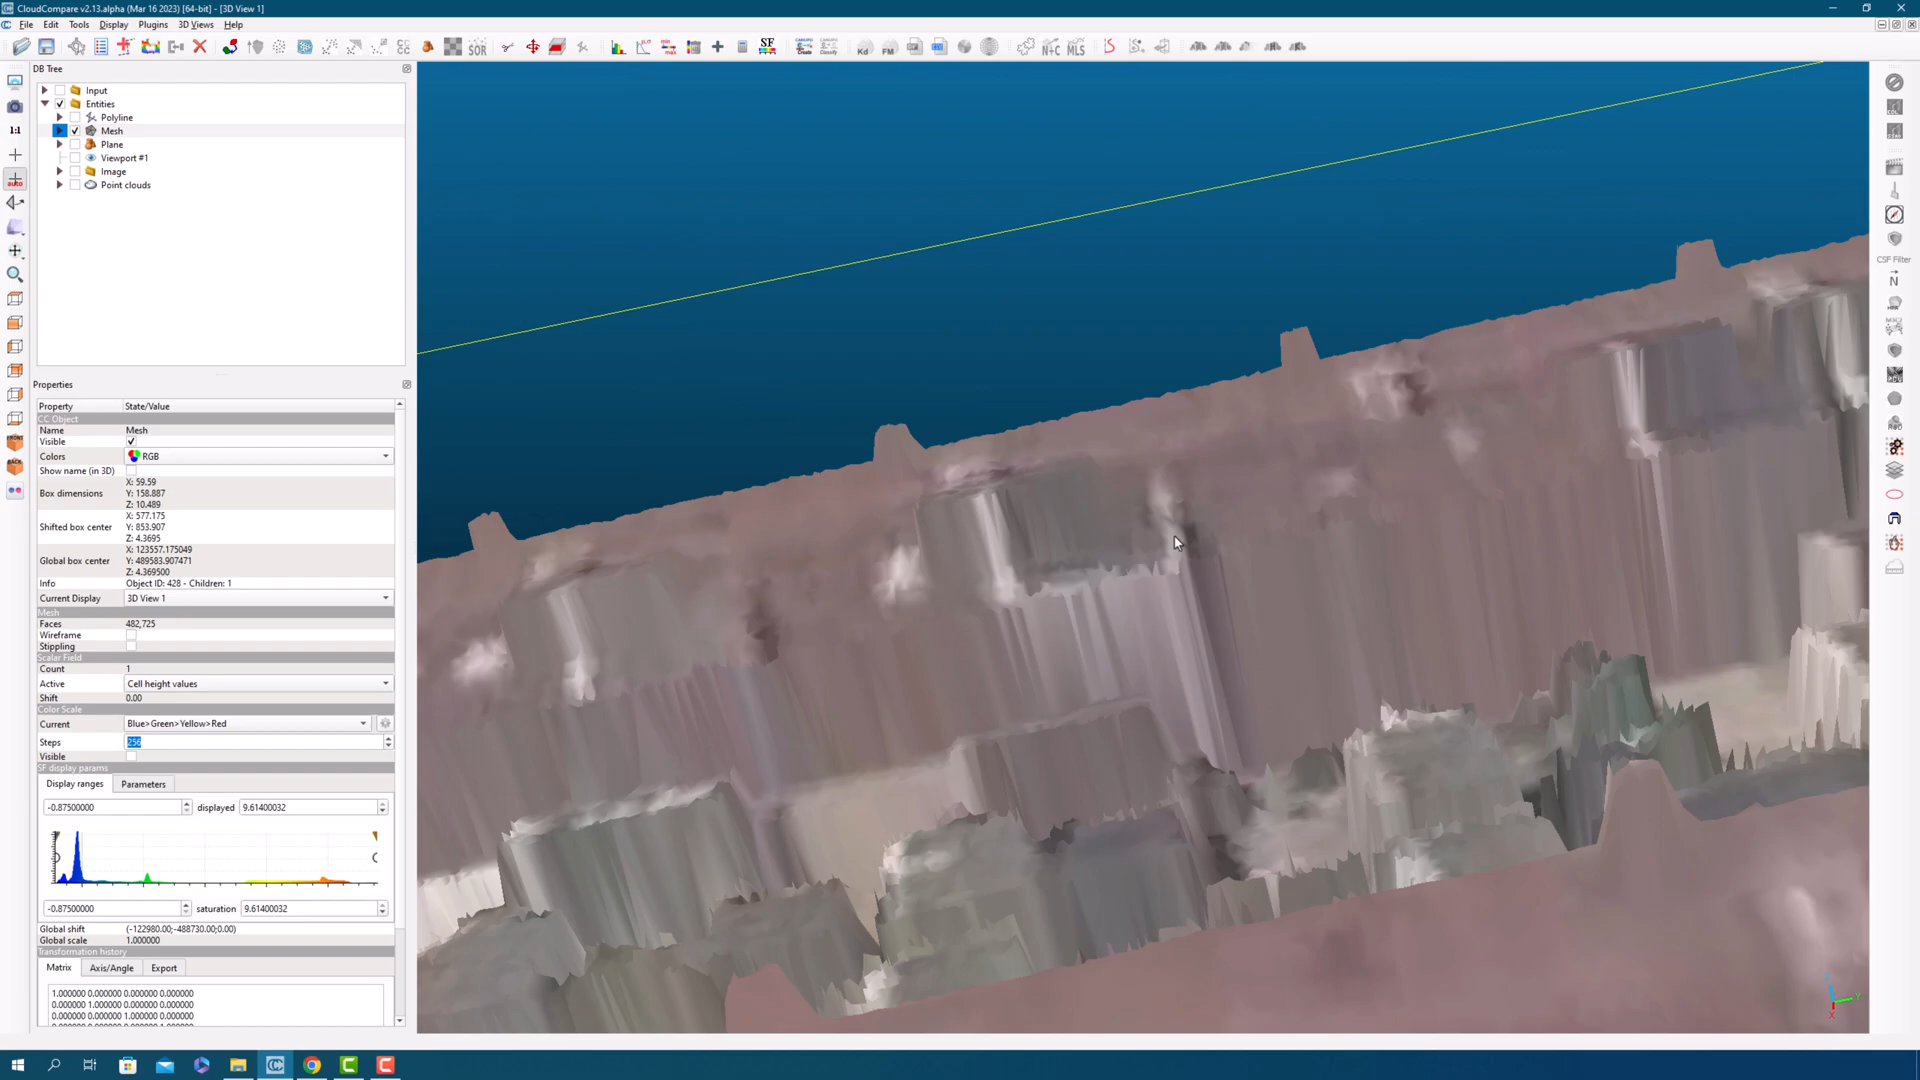 CloudCompare v2.13.alpha (Mar 16 2023) [64-bit] - [3D View 1]
File Edit Tools Display Plugins 3D Views Help
SOR
SF
Kd FM
N+C MLS
DB Tree
Input
Entities
Polyline
Mesh
Plane
Viewport #1
Image
Point clouds
1:1
auto
FRONT
BACK
CSF Filter
N
Properties
Property State/Value
CC Object
Name Mesh
Visible
Colors RGB
Show name (in 3D)
Box dimensions
X: 59.59
Y: 158.887
Z: 10.489
Shifted box center
X: 577.175
Y: 853.907
Z: 4.3695
Global box center
X: 123557.175049
Y: 489583.907471
Z: 4.369500
Info Object ID: 428 - Children: 1
Current Display 3D View 1
Mesh
Faces 482,725
Wireframe
Stippling
Scalar Field
Count 1
Active Cell height values
Shift 0.00
Color Scale
Current Blue>Green>Yellow>Red
Steps 256
Visible
SF display params
Display ranges Parameters
-0.87500000 displayed 9.61400032
-0.87500000 saturation 9.61400032
Global shift (-122980.00;-488730.00;0.00)
Global scale 1.000000
Transformation history
Matrix Axis/Angle Export
1.000000 0.000000 0.000000 0.000000
0.000000 1.000000 0.000000 0.000000
0.000000 0.000000 1.000000 0.000000